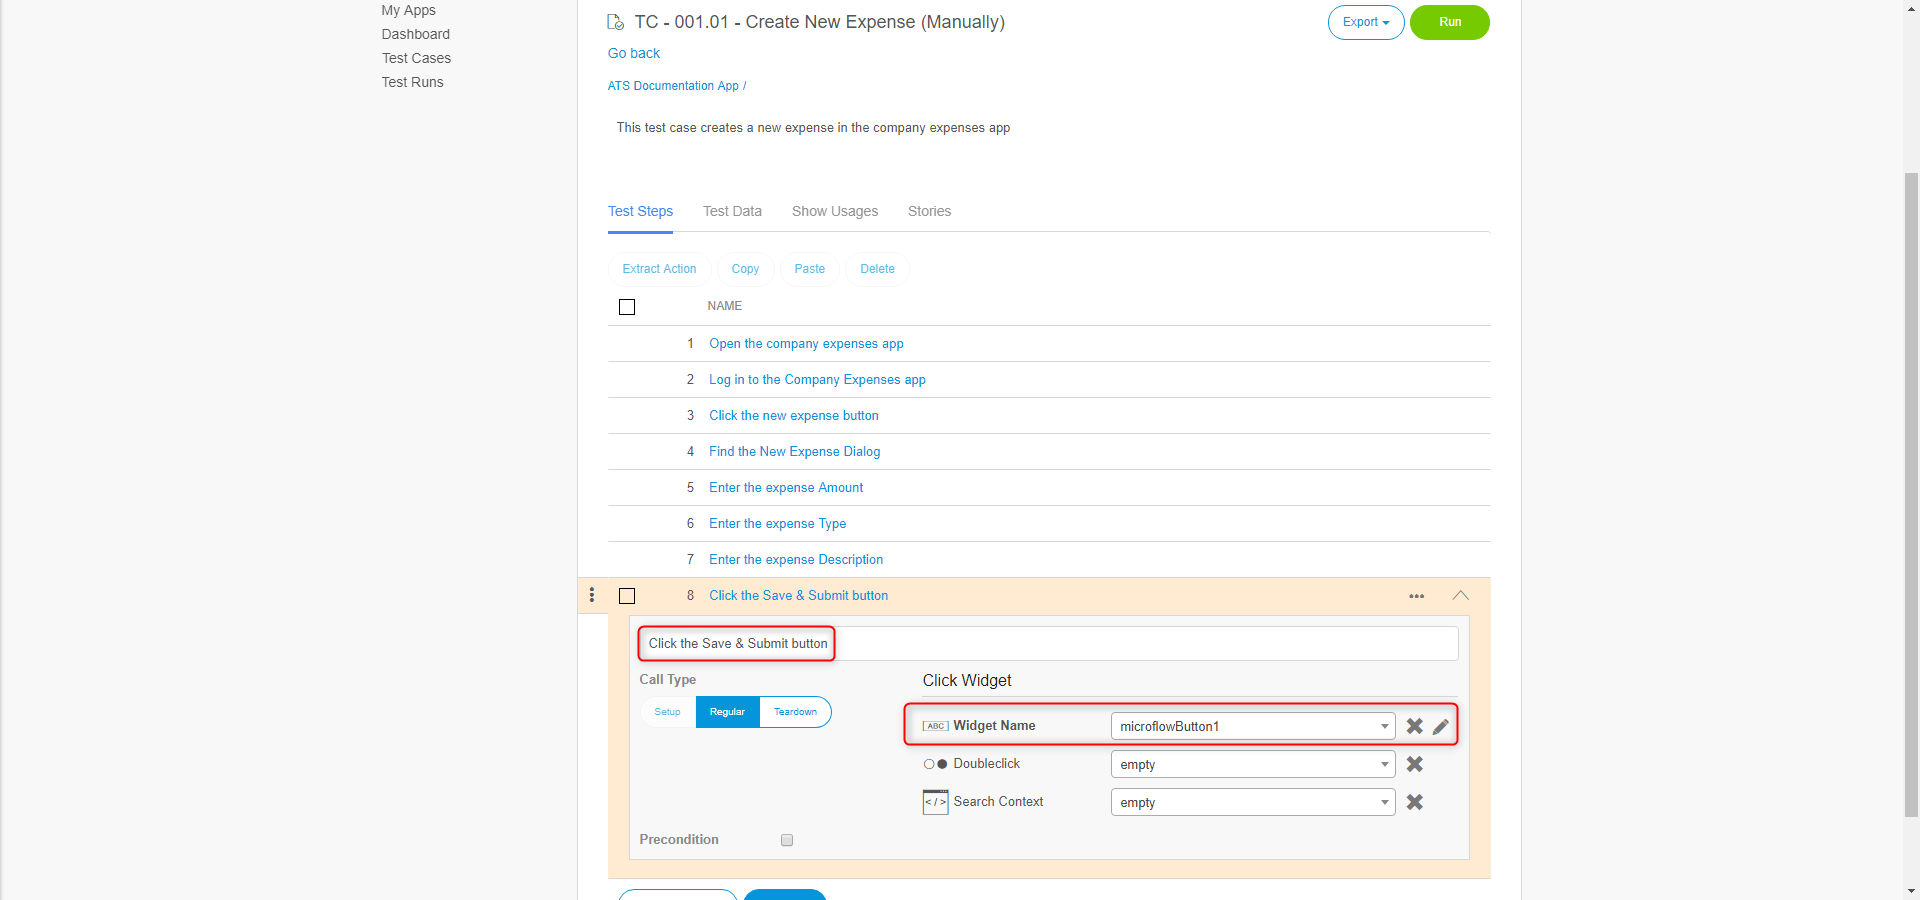 My Apps
Dashboard
Test Cases
Test Runs
TC - 001.01 - Create New Expense (Manually)
Export
Run
Go back
ATS Documentation App /
This test case creates a new expense in the company expenses app
Test Steps
Test Data
Show Usages
Stories
Extract Action
Copy
Paste
Delete
NAME
1 Open the company expenses app
2 Log in to the Company Expenses app
3 Click the new expense button
4 Find the New Expense Dialog
5 Enter the expense Amount
6 Enter the expense Type
7 Enter the expense Description
8 Click the Save & Submit button
Click the Save & Submit button
Call Type
Setup
Regular
Teardown
Click Widget
ABC Widget Name
microflowButton1
Doubleclick
empty
</> Search Context
empty
Precondition